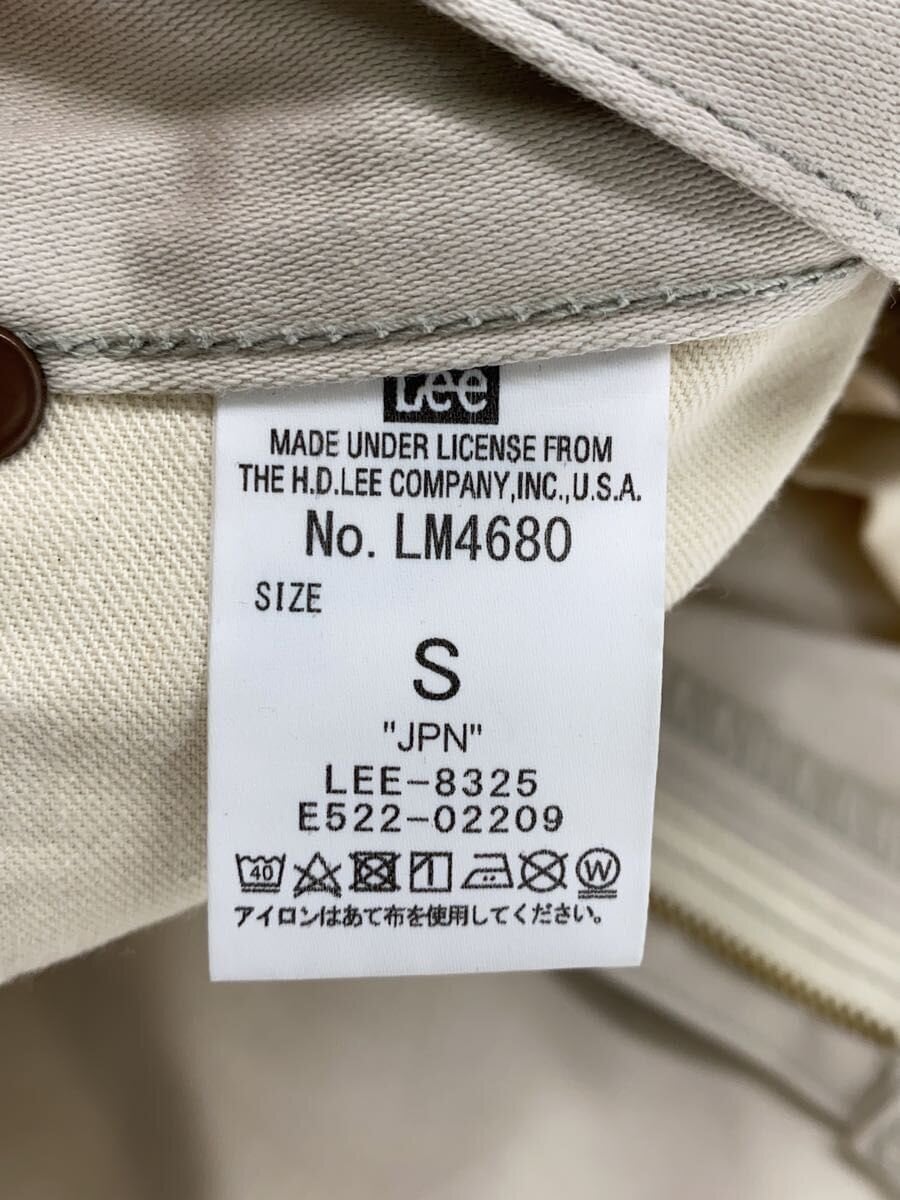 Lee
MADE UNDER LICENSE FROM
THE H.D.LEE COMPANY,INC.,U.S.A.
No. LM4680
SIZE
S
"JPN"
LEE-8325
E522-02209
40 W
アイロンはあて布を使用してください。